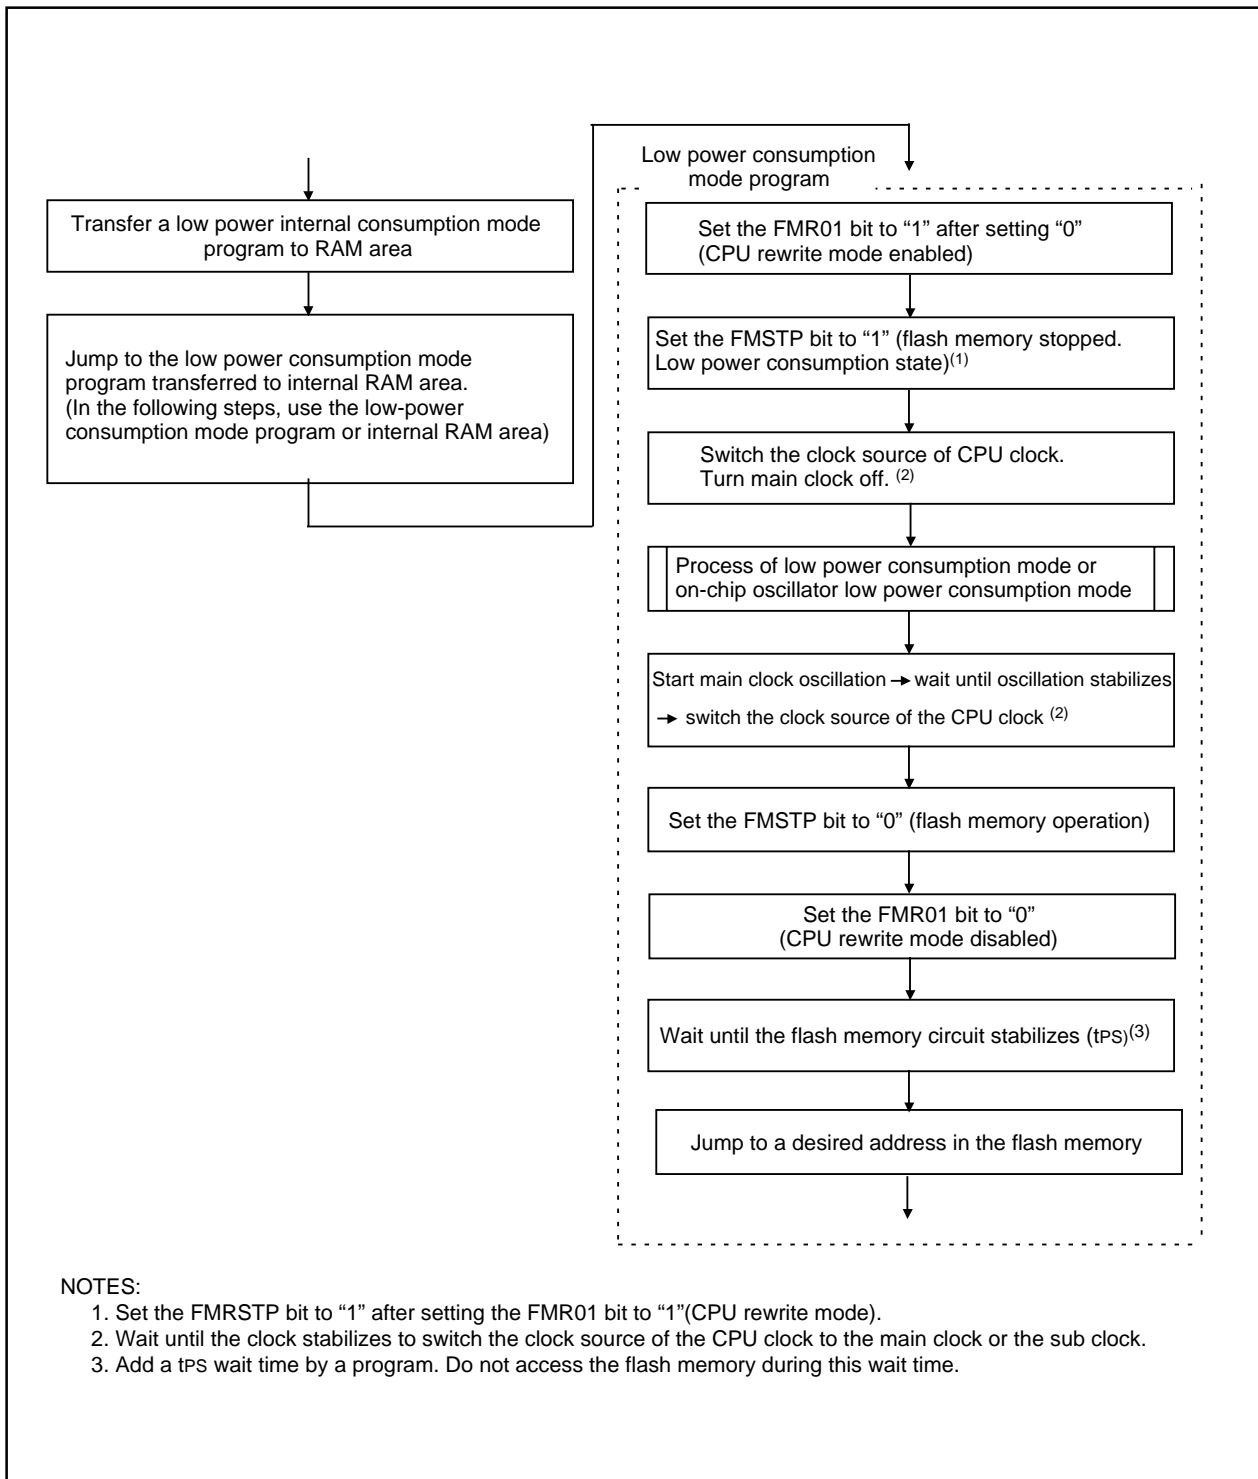 Transfer a low power internal consumption mode
program to RAM area
Jump to the low power consumption mode
program transferred to internal RAM area.
(In the following steps, use the low-power
consumption mode program or internal RAM area)
Low power consumption
mode program
Set the FMR01 bit to “1” after setting “0”
(CPU rewrite mode enabled)
Set the FMSTP bit to “1” (flash memory stopped.
Low power consumption state)(1)
Switch the clock source of CPU clock.
Turn main clock off. (2)
Process of low power consumption mode or
on-chip oscillator low power consumption mode
Start main clock oscillation → wait until oscillation stabilizes
→ switch the clock source of the CPU clock (2)
Set the FMSTP bit to “0” (flash memory operation)
Set the FMR01 bit to “0”
(CPU rewrite mode disabled)
Wait until the flash memory circuit stabilizes (tPS)(3)
Jump to a desired address in the flash memory
NOTES:
1. Set the FMRSTP bit to “1” after setting the FMR01 bit to “1”(CPU rewrite mode).
2. Wait until the clock stabilizes to switch the clock source of the CPU clock to the main clock or the sub clock.
3. Add a tPS wait time by a program. Do not access the flash memory during this wait time.